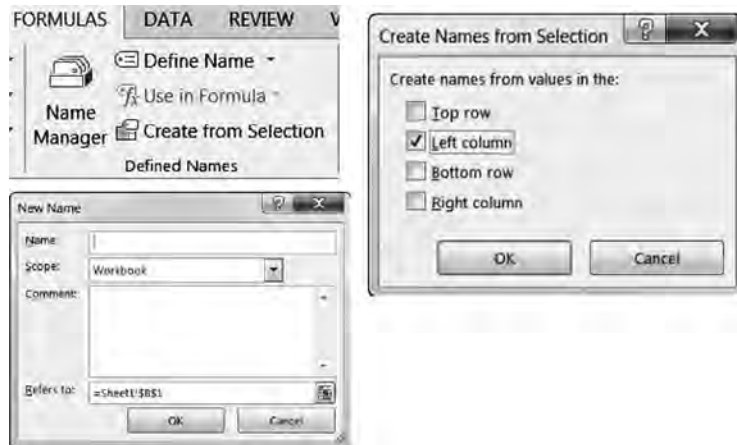 FORMULAS DATA REVIEW V
Define Name
Use in Formula
Create from Selection
Name
Manager
Defined Names
New Name
Name:
Scope: Workbook
Comment:
Refers to: =Sheet1!$B$1
OK Cancel
Create Names from Selection ? X
Create names from values in the:
Top row
Left column
Bottom row
Right column
OK Cancel